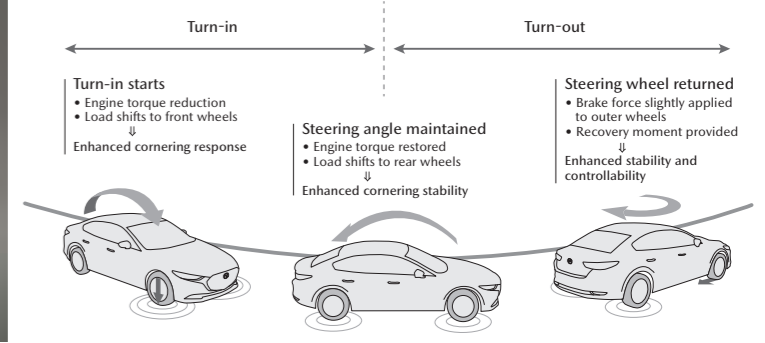 Turn-in
Turn-out
Turn-in starts
• Engine torque reduction
• Load shifts to front wheels
⇓
Enhanced cornering response
Steering angle maintained
• Engine torque restored
• Load shifts to rear wheels
⇓
Enhanced cornering stability
Steering wheel returned
• Brake force slightly applied
to outer wheels
• Recovery moment provided
⇓
Enhanced stability and
controllability